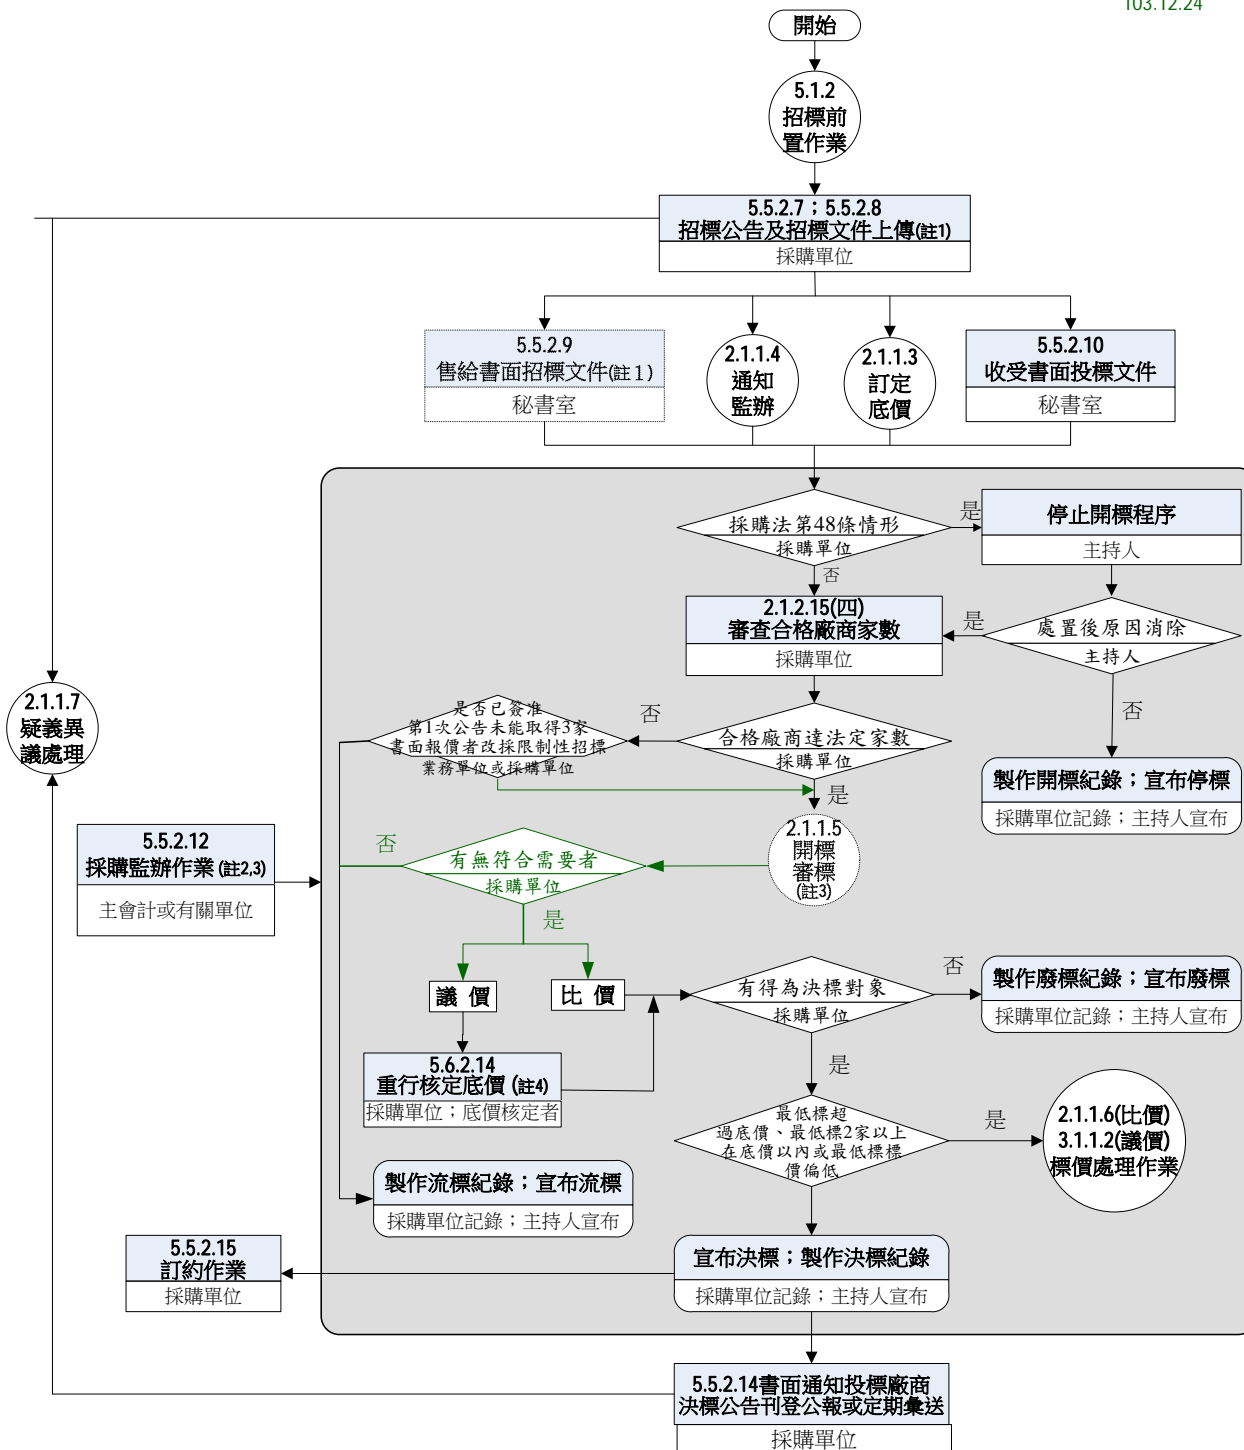 103.12.24
開始
5.1.2
招標前
置作業
5.5.2.7；5.5.2.8
招標公告及招標文件上傳(註1)
採購單位
5.5.2.9
售給書面招標文件(註1)
秘書室
2.1.1.4
通知
監辦
2.1.1.3
訂定
底價
5.5.2.10
收受書面投標文件
秘書室
採購法第48條情形
採購單位
是
停止開標程序
主持人
否
2.1.2.15(四)
審查合格廠商家數
採購單位
是
處置後原因消除
主持人
否
2.1.1.7
疑義異
議處理
是否已簽准
第1次公告未能取得3家
書面報價者改採限制性招標
業務單位或採購單位
否
合格廠商達法定家數
採購單位
是
製作開標紀錄；宣布停標
採購單位記錄；主持人宣布
5.5.2.12
採購監辦作業(註2,3)
主會計或有關單位
否
有無符合需要者
採購單位
是
2.1.1.5
開標
審標
(註3)
議 價
比 價
有得為決標對象
採購單位
否
製作廢標紀錄；宣布廢標
採購單位記錄；主持人宣布
5.6.2.14
重行核定底價(註4)
採購單位；底價核定者
是
最低標超
過底價、最低標2家以上
在底價以內或最低標標
價偏低
是
2.1.1.6(比價)
3.1.1.2(議價)
標價處理作業
製作流標紀錄；宣布流標
採購單位記錄；主持人宣布
5.5.2.15
訂約作業
採購單位
宣布決標；製作決標紀錄
採購單位記錄；主持人宣布
5.5.2.14書面通知投標廠商
決標公告刊登公報或定期彙送
採購單位